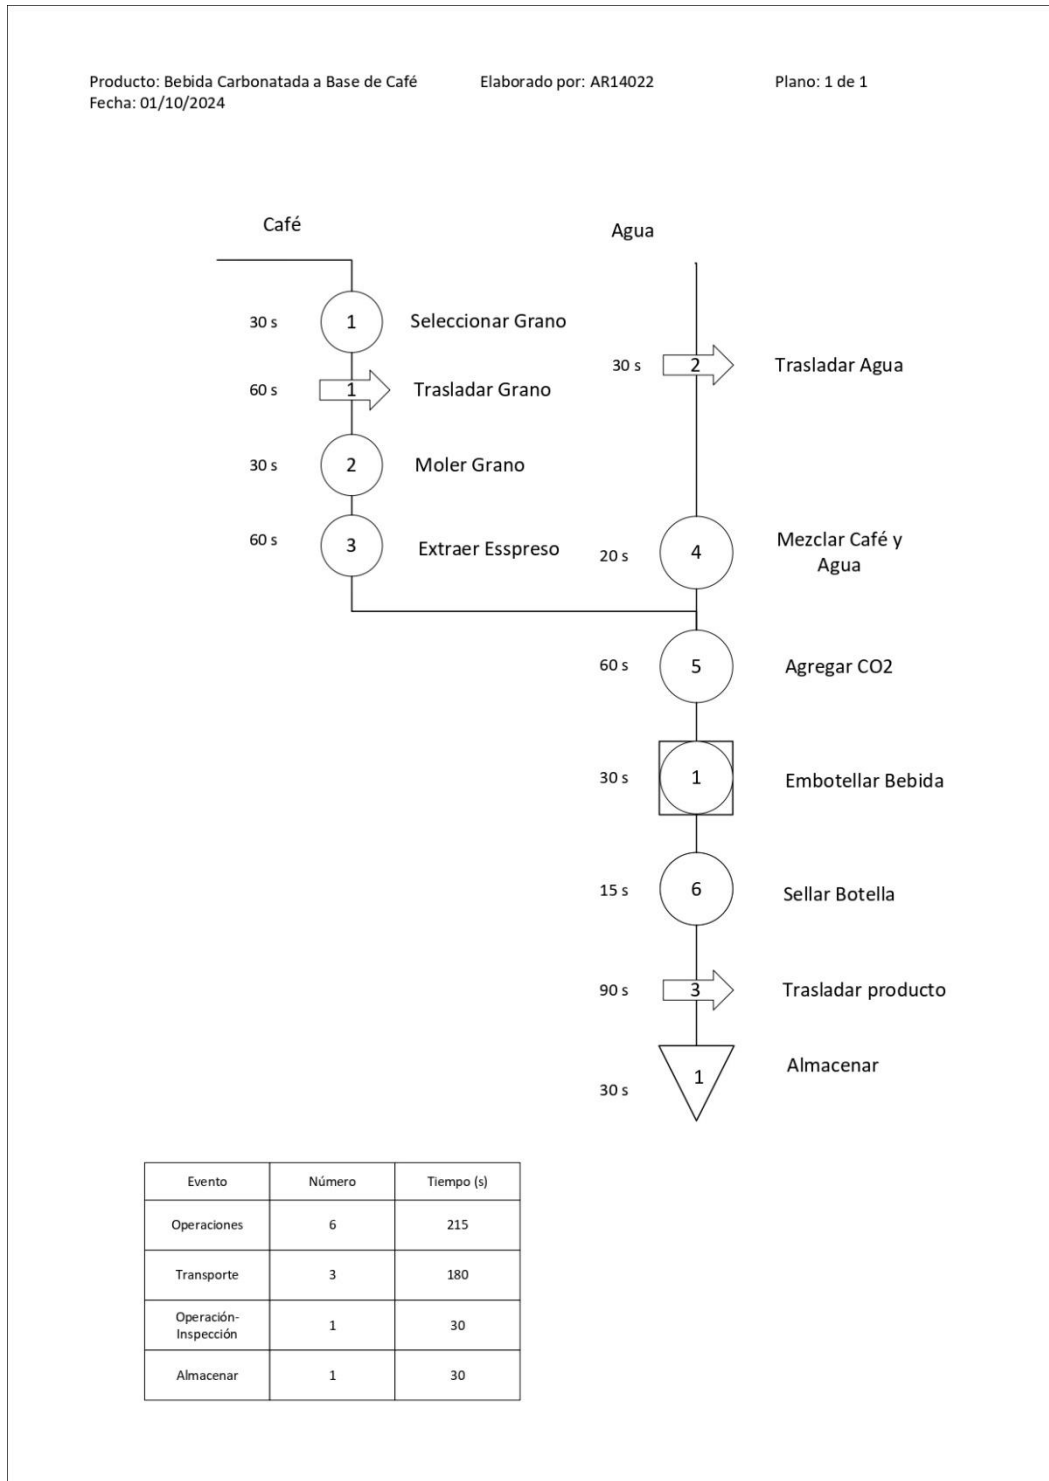 Producto: Bebida Carbonatada a Base de Café Elaborado por: AR14022 Plano: 1 de 1
Fecha: 01/10/2024
Café
Agua
30 s 1 Seleccionar Grano
30 s 2 Trasladar Agua
60 s 1 Trasladar Grano
30 s 2 Moler Grano
60 s 3 Extraer Esspreso
20 s 4 Mezclar Café y
Agua
60 s 5 Agregar CO2
30 s 1 Embotellar Bebida
15 s 6 Sellar Botella
90 s 3 Trasladar producto
30 s 1 Almacenar
Evento Número Tiempo (s)
Operaciones 6 215
Transporte 3 180
Operación-
Inspección 1 30
Almacenar 1 30